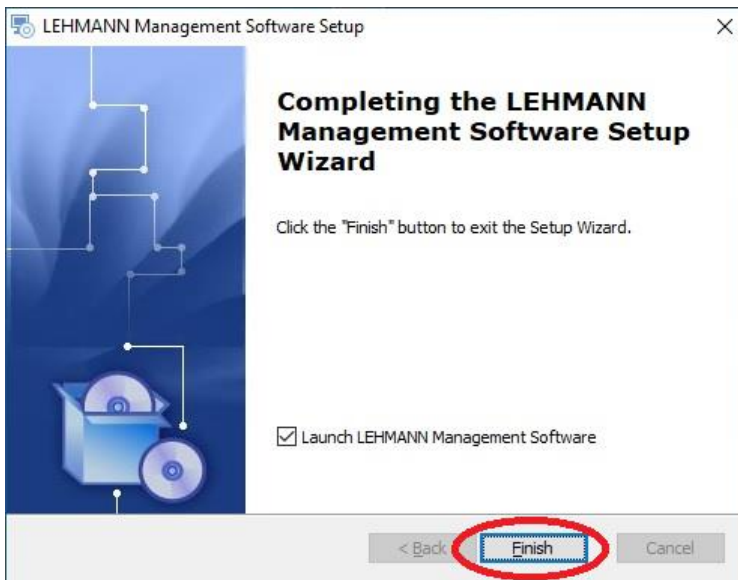 LEHMANN Management Software Setup
Completing the LEHMANN
Management Software Setup
Wizard
Click the "Finish" button to exit the Setup Wizard.
Launch LEHMANN Management Software
< Back
Finish
Cancel